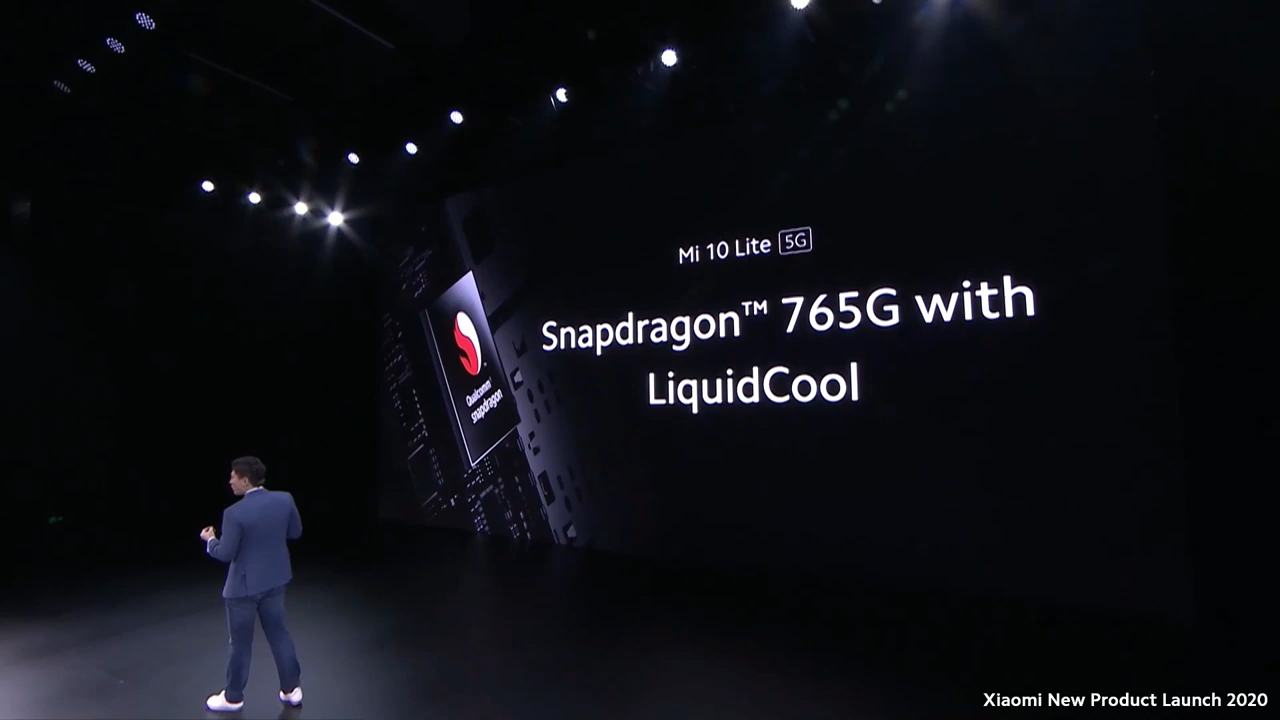 Mi 10 Lite 5G
Snapdragon™ 765G with
LiquidCool
Qualcomm
snapdragon
Xiaomi New Product Launch 2020